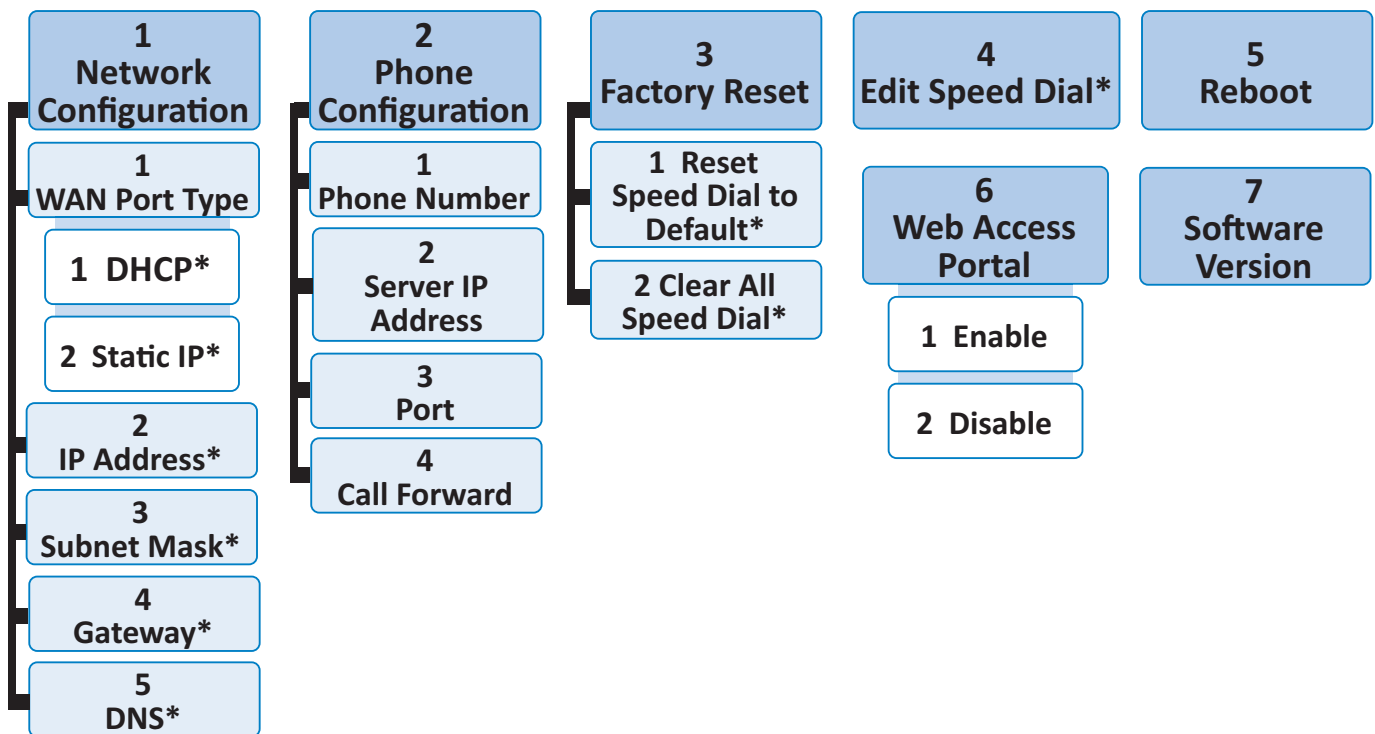 1
Network
Configuration
1
WAN Port Type
1 DHCP*
2 Static IP*
2
IP Address*
3
Subnet Mask*
4
Gateway*
5
DNS*
2
Phone
Configuration
1
Phone Number
2
Server IP
Address
3
Port
4
Call Forward
3
Factory Reset
1 Reset
Speed Dial to
Default*
2 Clear All
Speed Dial*
4
Edit Speed Dial*
5
Reboot
6
Web Access
Portal
1 Enable
2 Disable
7
Software
Version